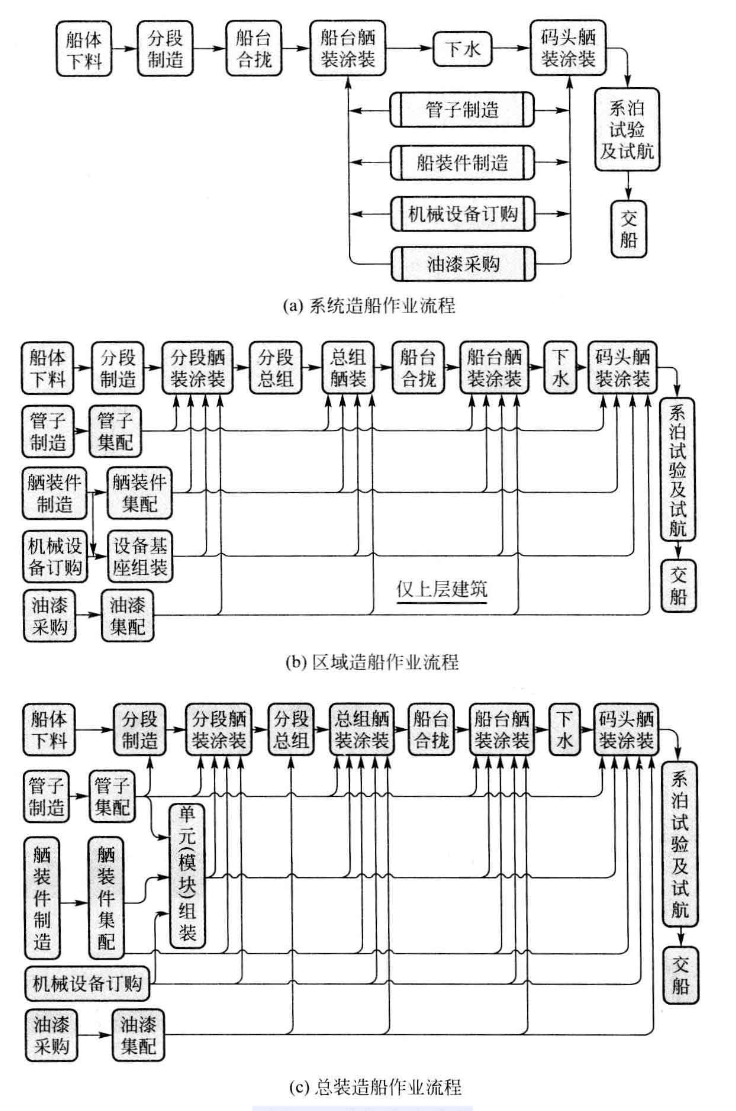 船体
下料
分段
制造
船台
合拢
船台舾
装涂装
下水
码头舾
装涂装
管子制造
船装件制造
机械设备订购
油漆采购
系泊
试验
及试航
交
船
(a) 系统造船作业流程
船体
下料
分段
制造
分段舾
装涂装
分段
总组
总组
舾装
船台
合拢
船台舾
装涂装
下
水
码头舾
装涂装
管子
制造
管子
集配
舾装件
制造
舾装件
集配
机械设
备订购
设备基
座组装
油漆
采购
油漆
集配
仅上层建筑
系泊试验及试航
交
船
(b) 区域造船作业流程
船体
下料
分段
制造
分段舾
装涂装
分段
总组
总组舾
装涂装
船台
合拢
船台舾
装涂装
下
水
码头舾
装涂装
管子
制造
管子
集配
单元(模块)组装
舾装件制造
舾装件集配
机械设备订购
油漆
采购
油漆
集配
系泊试验及试航
交
船
(c) 总装造船作业流程